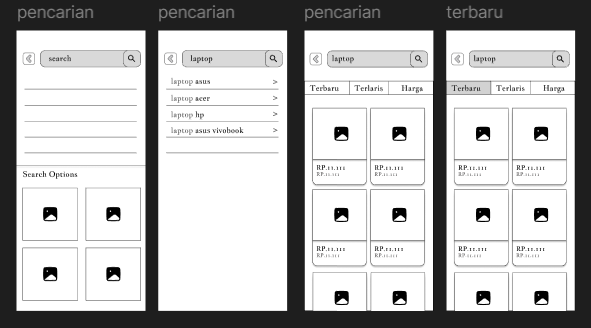 pencarian
search
Search Options
pencarian
laptop
laptop asus >
laptop acer >
laptop hp >
laptop asus vivobook >
pencarian
laptop
Terbaru Terlaris Harga
RP.11.111 RP.11.111
RP.11.111 RP.11.111
RP.11.111 RP.11.111
RP.11.111 RP.11.111
terbaru
laptop
Terbaru Terlaris Harga
RP.11.111 RP.11.111
RP.11.111 RP.11.111
RP.11.111 RP.11.111
RP.11.111 RP.11.111